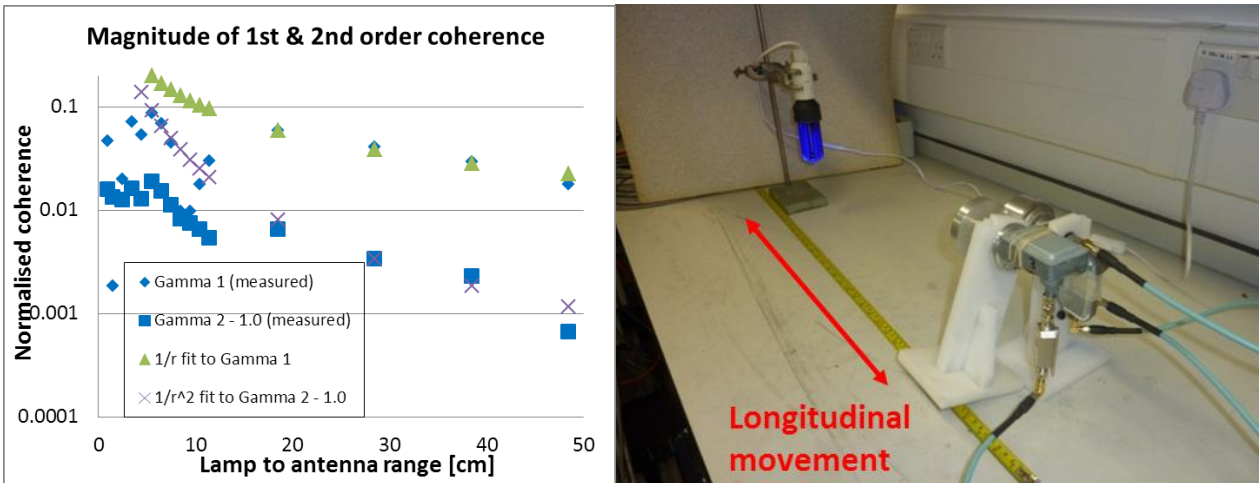 Magnitude of 1st & 2nd order coherence
Normalised coherence
0.1
0.01
0.001
0.0001
Gamma 1 (measured)
Gamma 2 - 1.0 (measured)
1/r fit to Gamma 1
1/r^2 fit to Gamma 2 - 1.0
0
10
20
30
40
50
Lamp to antenna range [cm]
Longitudinal
movement